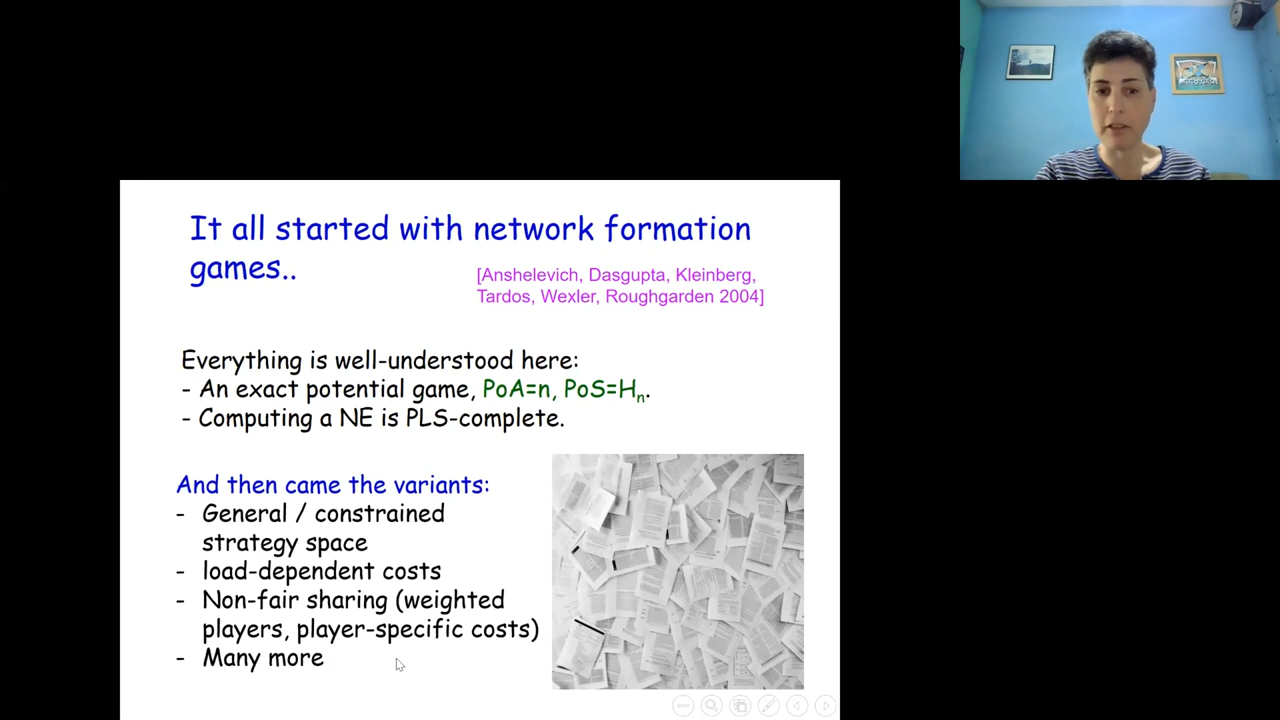 It all started with network formation
games..
[Anshelevich, Dasgupta, Kleinberg,
Tardos, Wexler, Roughgarden 2004]
Everything is well-understood here:
- An exact potential game, PoA=n, PoS=Hn.
- Computing a NE is PLS-complete.
And then came the variants:
- General / constrained
strategy space
- load-dependent costs
- Non-fair sharing (weighted
players, player-specific costs)
- Many more